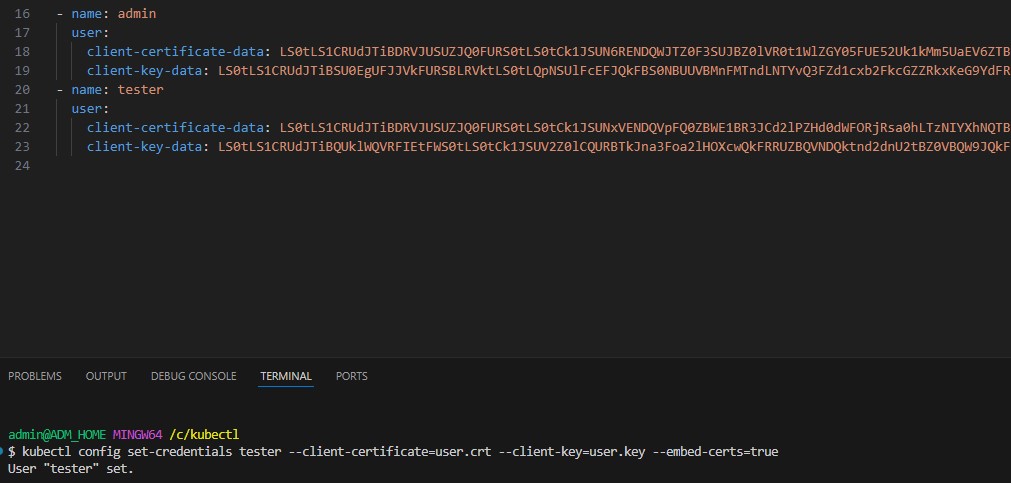 16 - name: admin
17 user:
18 client-certificate-data: LS0tLS1CRUdJTiBDRVJUSUZJQ0FURS0tLS0tCk1JSUN6RENDQWJTZ0F3SUJBZ0lVR0t1WlZGY05FUE52Uk1kMm5UaEV6ZTB
19 client-key-data: LS0tLS1CRUdJTiBSU0EgUFJJVkFURSBLRVktLS0tLQpNSUlFcEFJQkFBS0NBUUVBMnFMTndLNTYvQ3FZd1cxb2FkcGZZRkxKeG9YdFR
20 - name: tester
21 user:
22 client-certificate-data: LS0tLS1CRUdJTiBDRVJUSUZJQ0FURS0tLS0tCk1JSUNxVENDQVpFQ0ZBWE1BR3JCd2lPZHd0dWFORjRsa0hLTzNIYXhNQTB
23 client-key-data: LS0tLS1CRUdJTiBQUklWQVRFIEtFWS0tLS0tCk1JSUV2Z0lCQURBTkJna3Foa2lHOXcwQkFRRUZBQVNDQktnd2dnU2tBZ0VBQW9JQkF
24
PROBLEMS OUTPUT DEBUG CONSOLE TERMINAL PORTS
admin@ADM_HOME MINGW64 /c/kubectl
$ kubectl config set-credentials tester --client-certificate=user.crt --client-key=user.key --embed-certs=true
User "tester" set.